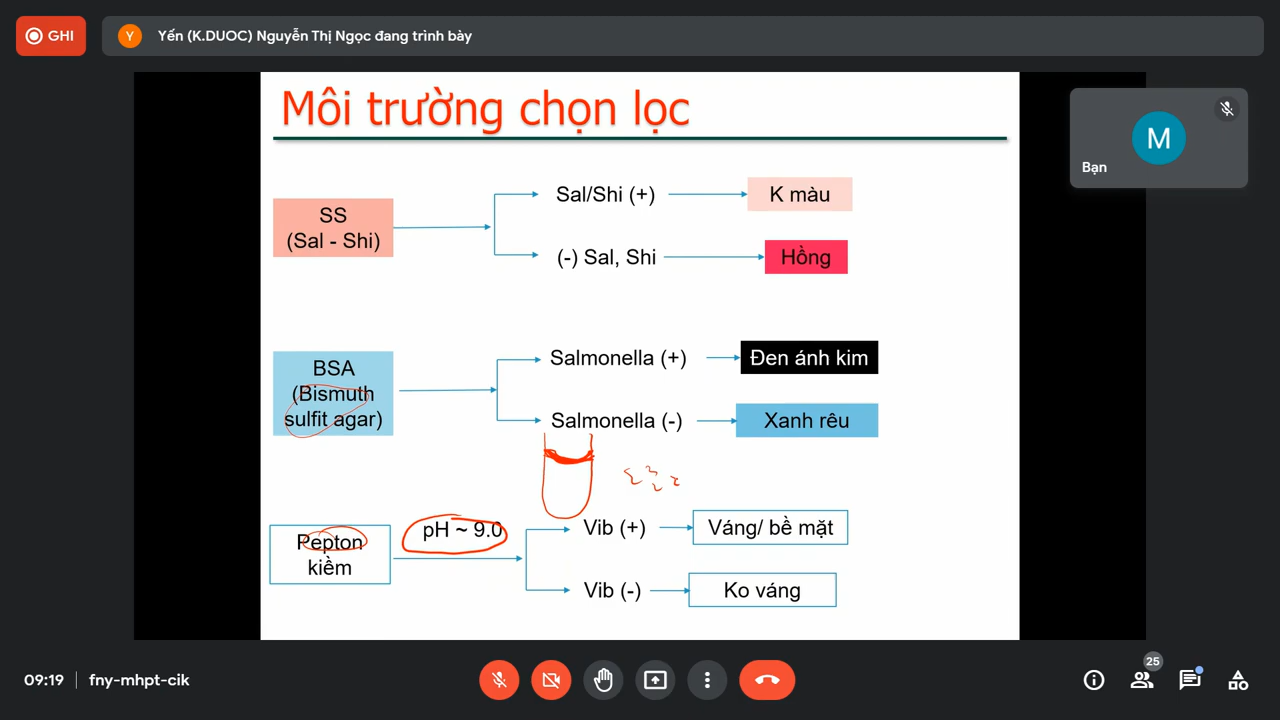 GHI
Y
Yến (K.DUOC) Nguyễn Thị Ngọc đang trình bày
Môi trường chọn lọc
M
Bạn
SS
(Sal - Shi)
Sal/Shi (+)
K màu
(-) Sal, Shi
Hồng
BSA
(Bismuth
sulfit agar)
Salmonella (+)
Đen ánh kim
Salmonella (-)
Xanh rêu
Pepton
kiềm
pH ~ 9.0
Vib (+)
Váng/ bề mặt
Vib (-)
Ko váng
09:19
fny-mhpt-cik
25